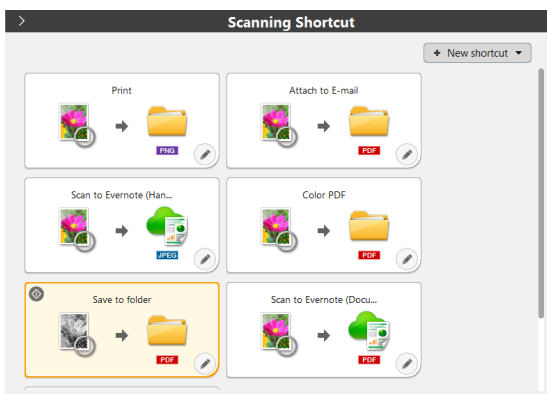 Scanning Shortcut
+ New shortcut
Print
PNG
Attach to E-mail
PDF
Scan to Evernote (Han...
JPEG
Color PDF
PDF
Save to folder
PDF
Scan to Evernote (Docu...
PDF